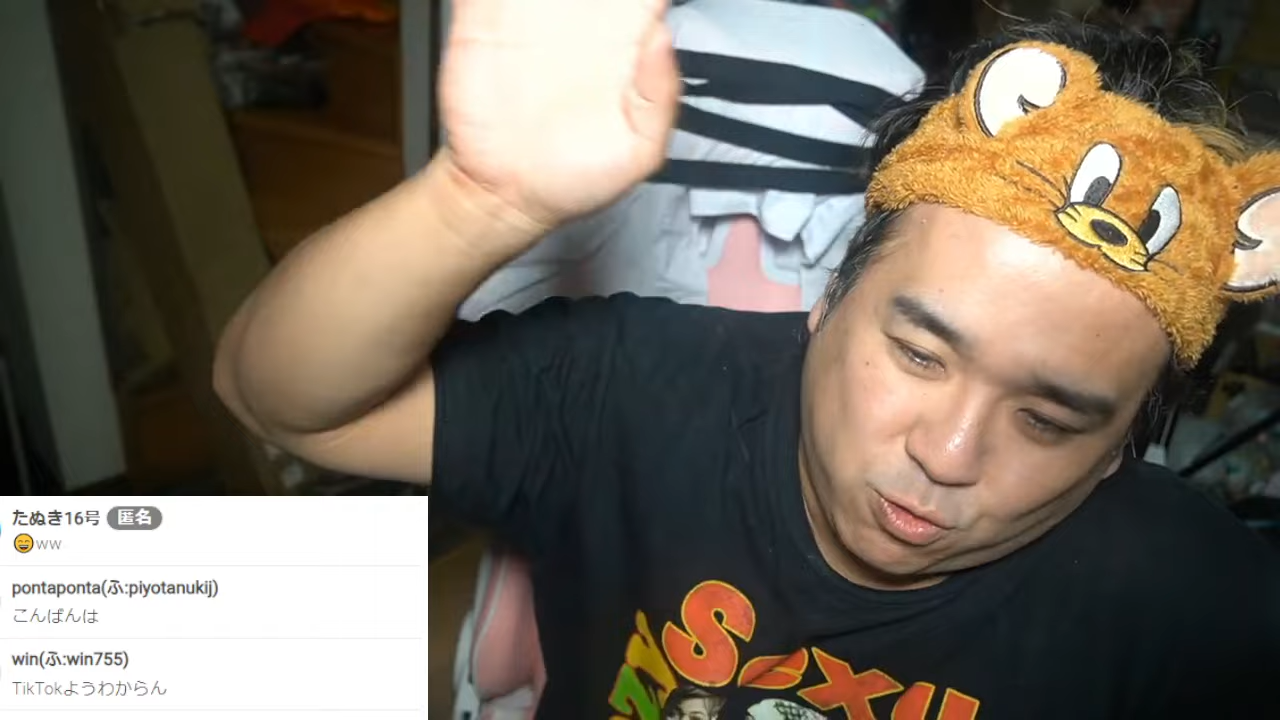 たぬき16号 匿名
😄ww
pontaponta(ふ:piyotanukij)
こんばんは
win(ふ:win755)
TikTokようわからん
Sexy